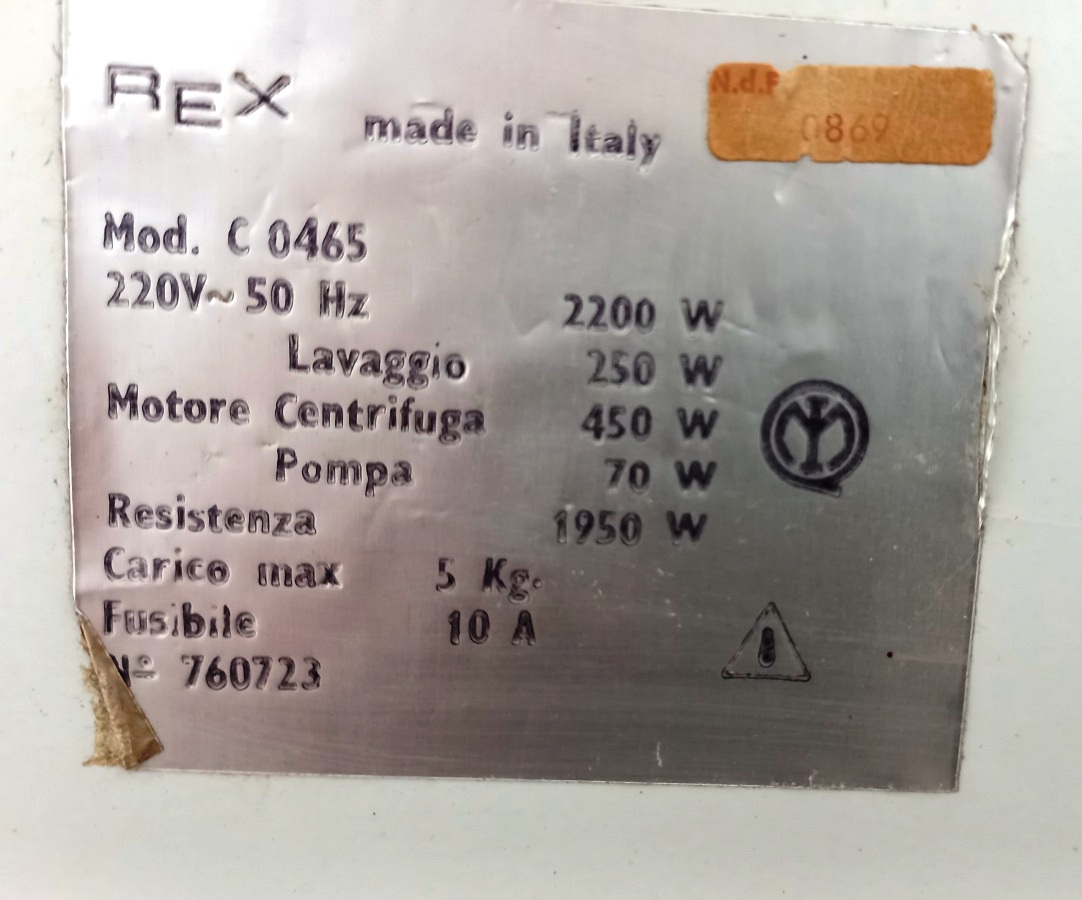 REX
made in Italy
N.d.F
0869
Mod. C 0465
220V~ 50 Hz 2200 W
Lavaggio 250 W
Motore Centrifuga 450 W
Pompa 70 W
Resistenza 1950 W
Carico max 5 Kg.
Fusibile 10 A
Nº 760723